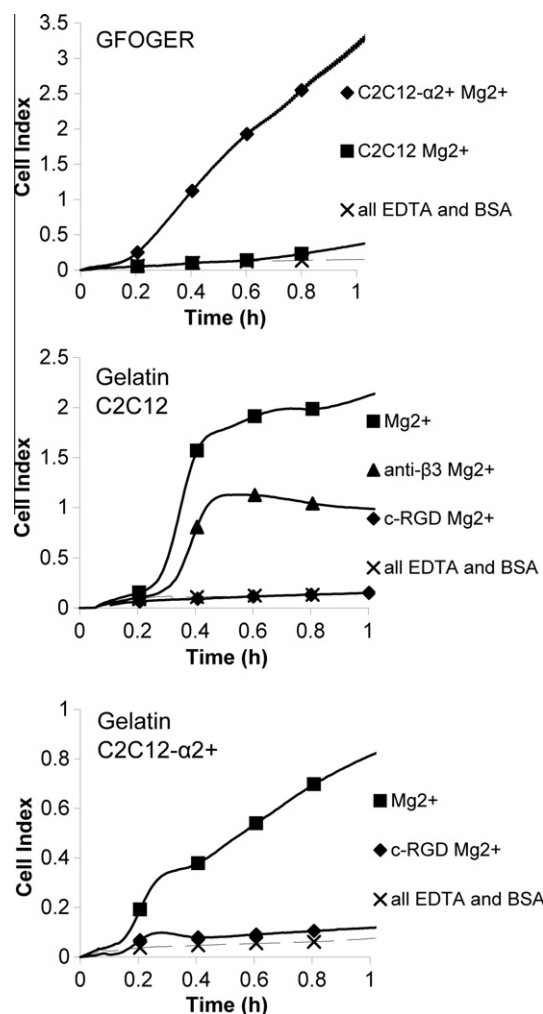 GFOGER
3.5
3
2.5
2
1.5
1
0.5
0
Cell Index
0 0.2 0.4 0.6 0.8 1
Time (h)
C2C12-α2+ Mg2+
C2C12 Mg2+
all EDTA and BSA
Gelatin
C2C12
2.5
2
1.5
1
0.5
0
Cell Index
0 0.2 0.4 0.6 0.8 1
Time (h)
Mg2+
anti-β3 Mg2+
c-RGD Mg2+
all EDTA and BSA
Gelatin
C2C12-α2+
1
0.8
0.6
0.4
0.2
0
Cell Index
0 0.2 0.4 0.6 0.8 1
Time (h)
Mg2+
c-RGD Mg2+
all EDTA and BSA